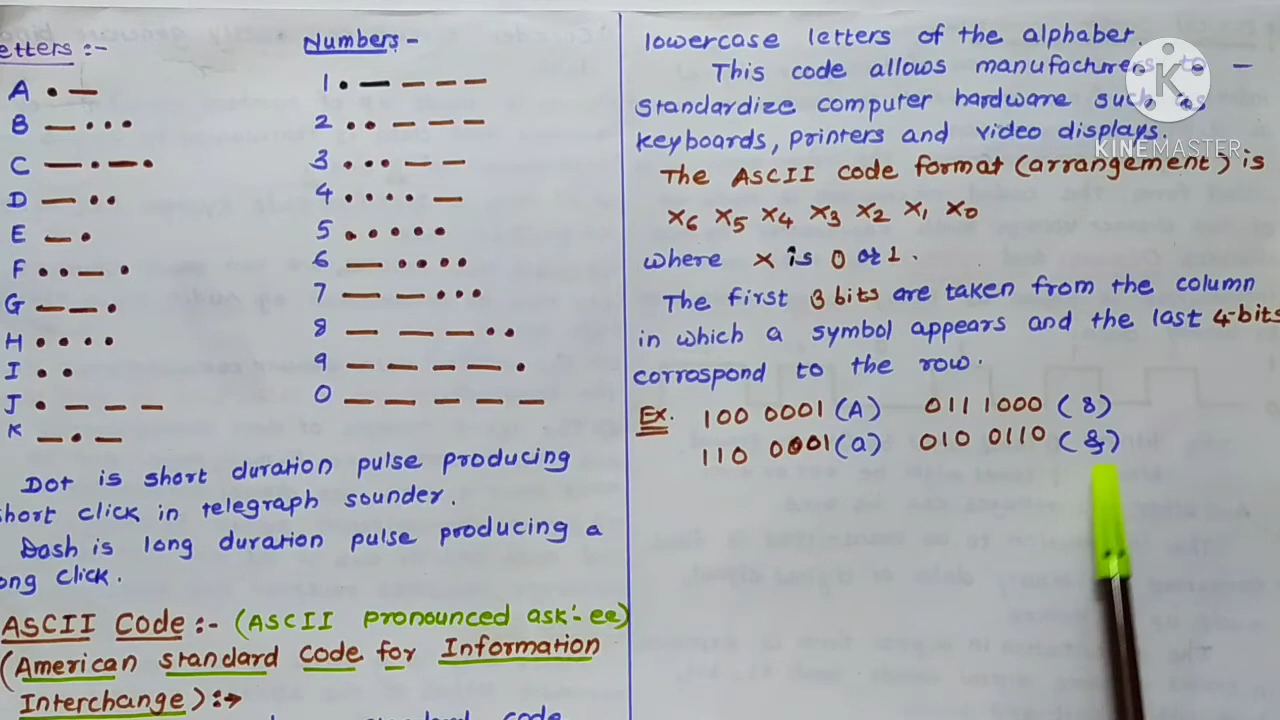 etters :-
A • —
B — • • •
C — • — •
D — • •
E — •
F • • — •
G — — •
H • • • •
I • •
J • — — —
K — • —
Numbers -
1 • — — — —
2 • • — — —
3 • • • — —
4 • • • • —
5 • • • • •
6 — • • • •
7 — — • • •
8 — — — • •
9 — — — — •
0 — — — — —
Dot is short duration pulse producing
short click in telegraph sounder.
Dash is long duration pulse producing a
ong click.
ASCII Code :- (ASCII pronounced ask'-ee)
(American standard code for Information
Interchange) :→
standard code
lowercase letters of the alphabet.
This code allows manufacturers to -
standardize computer hardware such as
keyboards, printers and video displays.
The ASCII code format (arrangement) is
X6 X5 X4 X3 X2 X1 X0
where X is 0 or 1.
The first 3 bits are taken from the column
in which a symbol appears and the last 4-bits
corrospond to the row.
Ex. 100 0001 (A) 011 1000 (8)
110 0001 (a) 010 0110 (&)
K
KINEMASTER